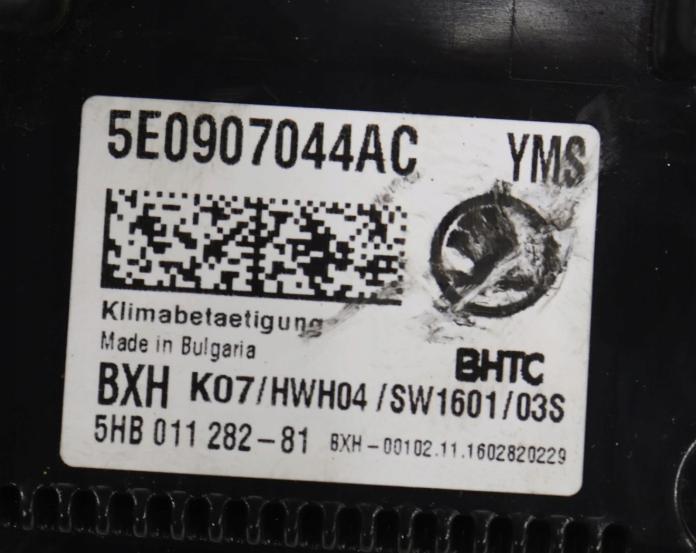 5E0907044AC YMS
Klimabetaetigung
Made in Bulgaria
BHTC
BXH K07/HWH04/SW1601/03S
5HB 011 282-81 BXH-00102.11.1602820229